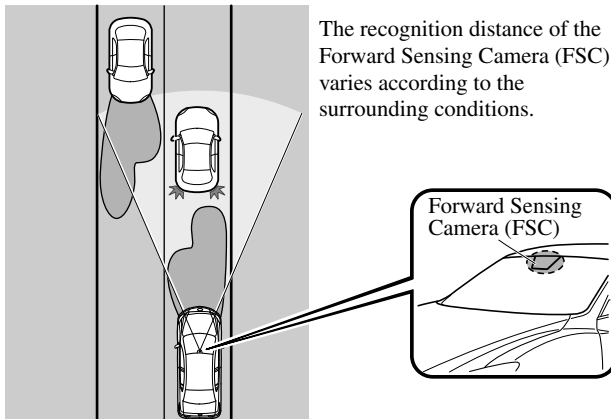 The recognition distance of the
Forward Sensing Camera (FSC)
varies according to the
surrounding conditions.
Forward Sensing
Camera (FSC)